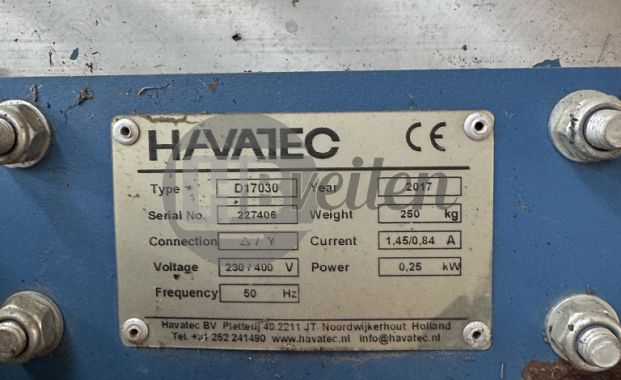 HAVATEC CE
Type D17030 Year 2017
Serial No. 227406 Weight 250 kg
Connection △ / Y Current 1,45/0,84 A
Voltage 230 / 400 V Power 0,25 kW
Frequency 50 Hz
Havatec BV Pletterij 40 2211 JT Noordwijkerhout Holland
Tel. +31 252 241490 www.havatec.nl info@havatec.nl
veilen